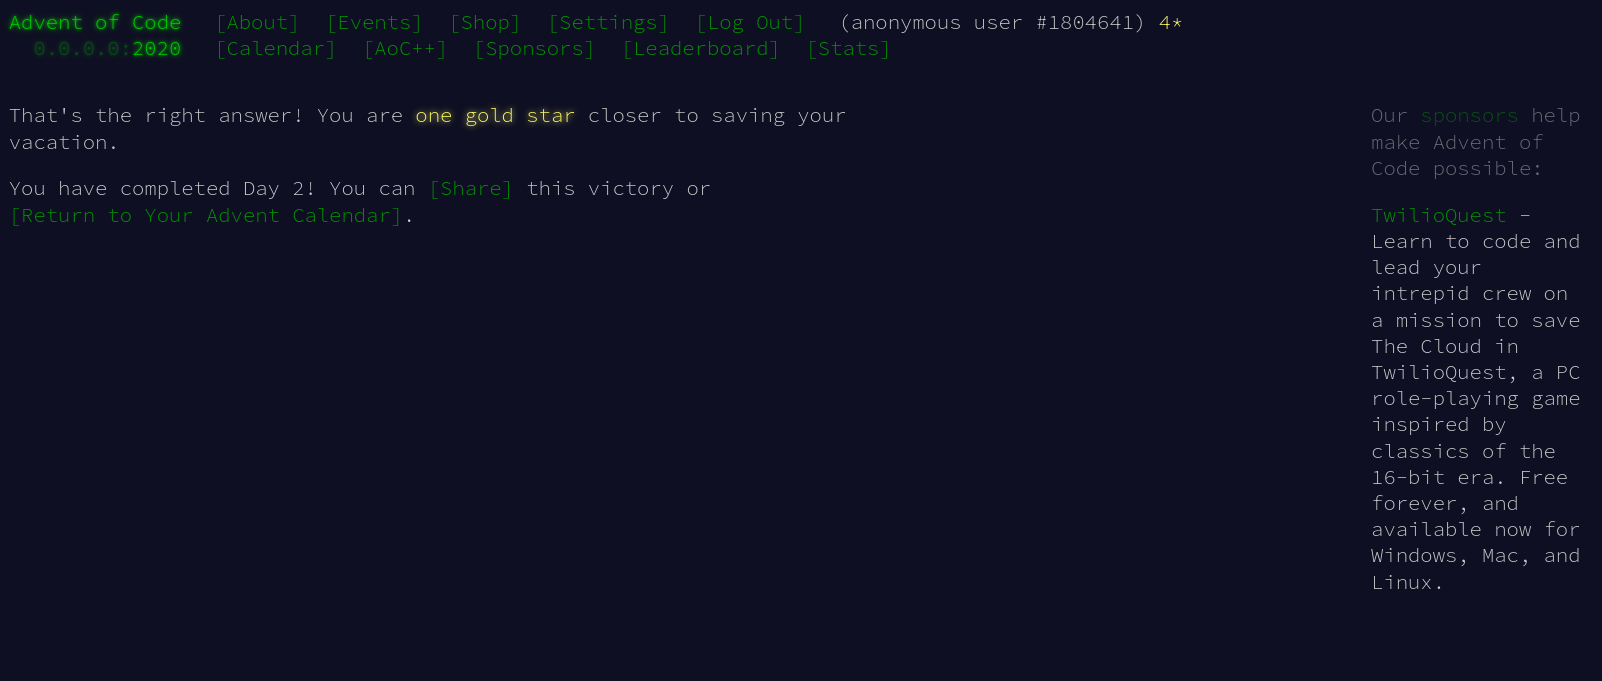 Advent of Code [About] [Events] [Shop] [Settings] [Log Out] (anonymous user #1804641) 4*
0.0.0.0:2020 [Calendar] [AoC++] [Sponsors] [Leaderboard] [Stats]
That's the right answer! You are one gold star closer to saving your
vacation.
You have completed Day 2! You can [Share] this victory or
[Return to Your Advent Calendar].
Our sponsors help
make Advent of
Code possible:
TwilioQuest -
Learn to code and
lead your
intrepid crew on
a mission to save
The Cloud in
TwilioQuest, a PC
role-playing game
inspired by
classics of the
16-bit era. Free
forever, and
available now for
Windows, Mac, and
Linux.